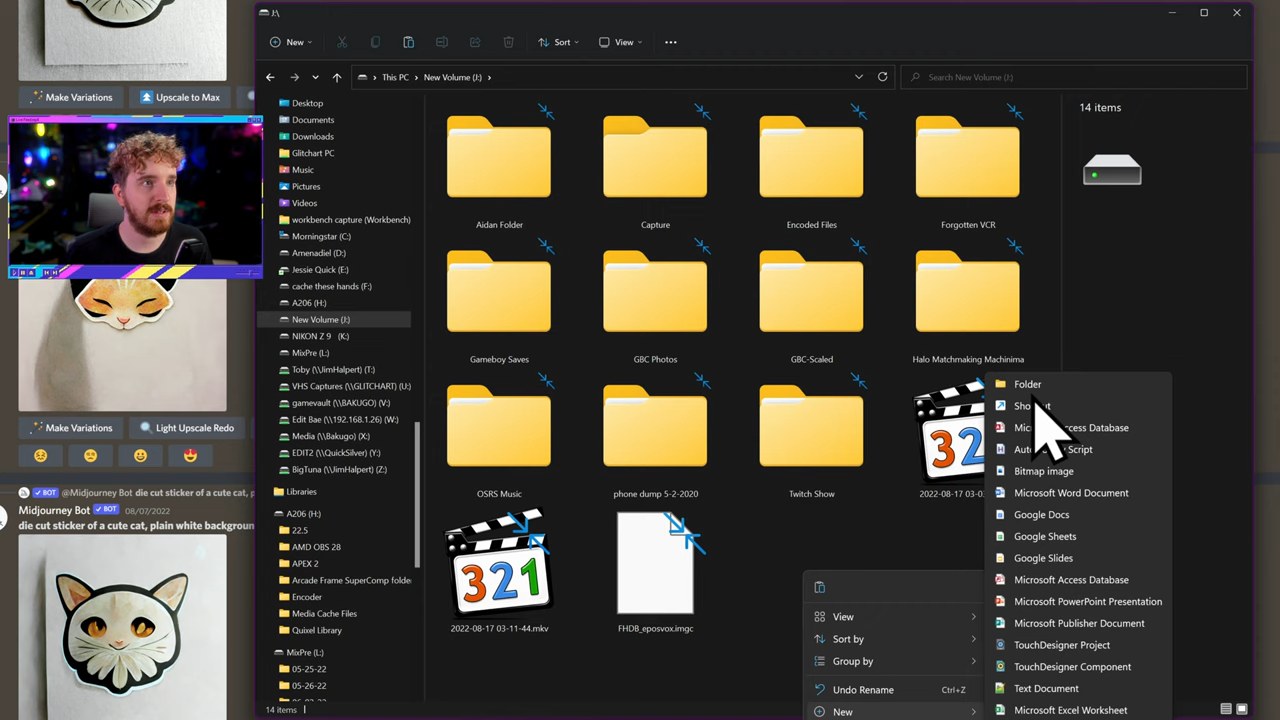 J:\
New
Sort
View
This PC
New Volume (J:)
Search New Volume (J:)
Make Variations
Upscale to Max
Desktop
Documents
Downloads
Glitchart PC
Music
Pictures
Videos
workbench capture (Workbench)
Morningstar (C:)
Amenadiel (D:)
Jessie Quick (E:)
cache these hands (F:)
A206 (H:)
New Volume (J:)
NIKON Z 9 (K:)
MixPre (L:)
Toby (\\JimHalpert) (T:)
VHS Captures (\\GLITCHART) (U:)
gamevault (\\BAKUGO) (V:)
Edit Bae (\\192.168.1.26) (W:)
Media (\\Bakugo) (X:)
EDIT2 (\\QuickSilver) (Y:)
BigTuna (\\JimHalpert) (Z:)
Libraries
A206 (H:)
22.5
AMD OBS 28
APEX 2
Arcade Frame SuperComp folde
Encoder
Media Cache Files
Quixel Library
MixPre (L:)
05-25-22
05-26-22
14 items
Aidan Folder
Capture
Encoded Files
Forgotten VCR
Gameboy Saves
GBC Photos
GBC-Scaled
Halo Matchmaking Machinima
OSRS Music
phone dump 5-2-2020
Twitch Show
321
2022-08-17 03-
321
2022-08-17 03-11-44.mkv
FHDB_eposvox.imgc
View
Sort by
Group by
Undo Renam​e
Ctrl+Z
New
Folder
Microsoft Word Document
Bitmap image
Google Docs
Google Sheets
Google Slides
Microsoft Access Database
Microsoft PowerPoint Presentation
Microsoft Publisher Document
TouchDesigner Project
TouchDesigner Component
Text Document
Microsoft Excel Worksheet
14 items
Make Variations
Light Upscale Redo
BOT @Midjourney Bot die cut sticker of a cute cat, p
Midjourney Bot BOT 08/07/2022
die cut sticker of a cute cat, plain white backgroun